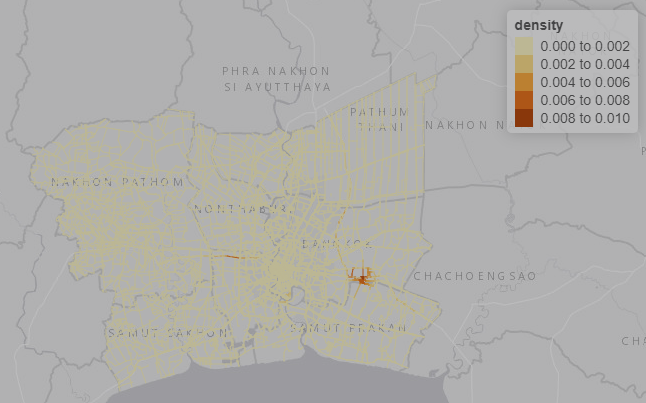 density
0.000 to 0.002
0.002 to 0.004
0.004 to 0.006
0.006 to 0.008
0.008 to 0.010
PHRA NAKHON
SI AYUTTHAYA
PATHUM
THANI
NAKHON N
NAKHON PATHOM
NONTHABURI
BANGKOK
CHACHOENGSAO
SAMUT SAKHON
SAMUT PRAKAN
CH